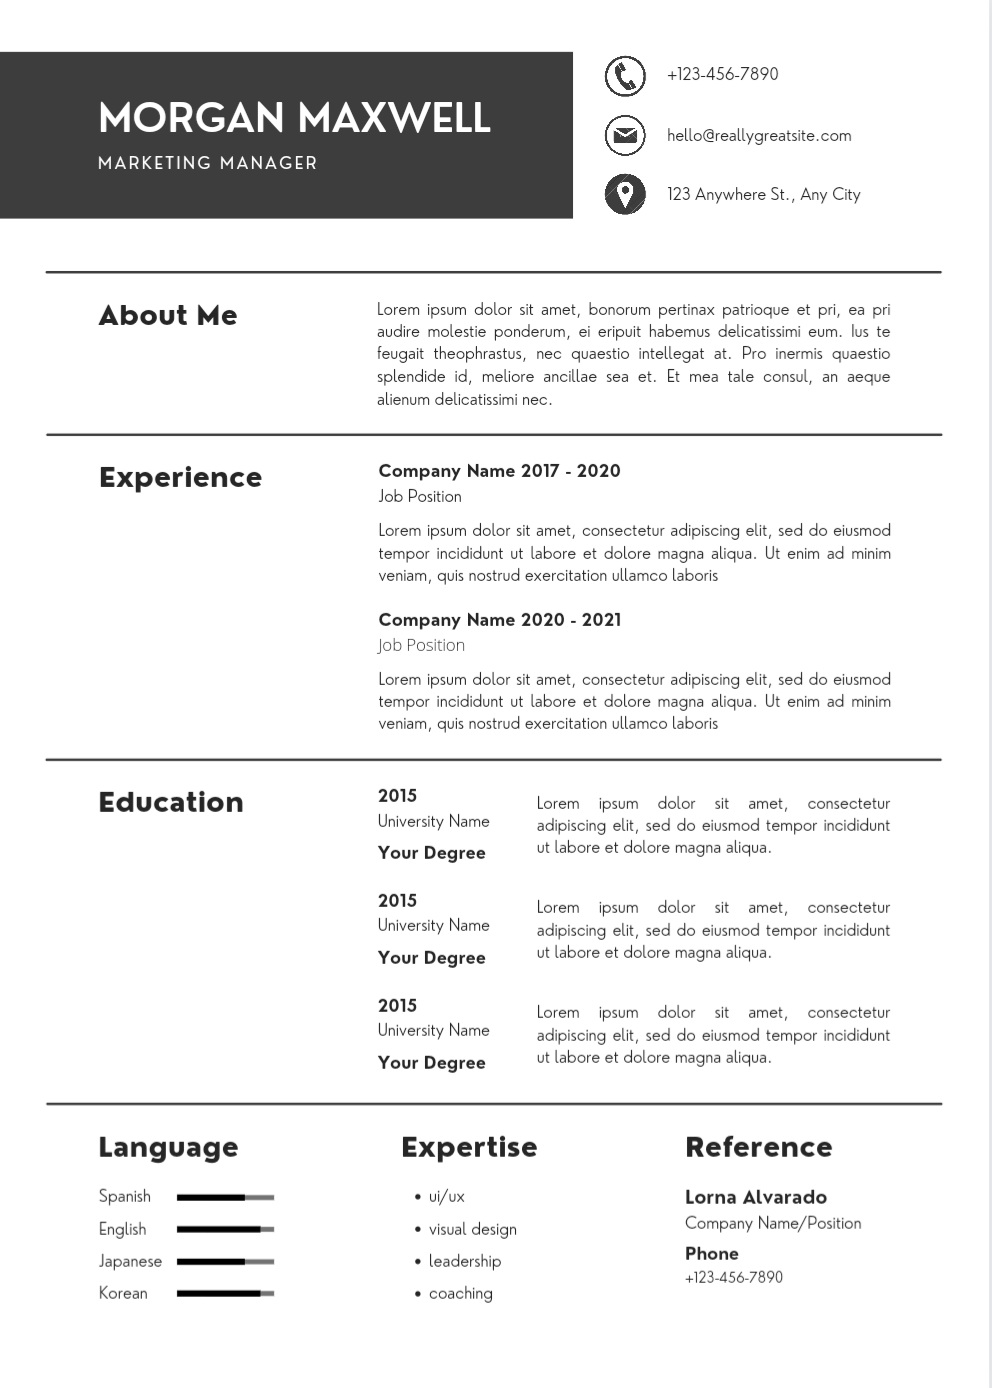 MORGAN MAXWELL
MARKETING MANAGER
+123-456-7890
hello@reallygreatsite.com
123 Anywhere St., Any City
About Me
Lorem ipsum dolor sit amet, bonorum pertinax patrioque et pri, ea pri
audire molestie ponderum, ei eripuit habemus delicatissimi eum. Ius te
feugait theophrastus, nec quaestio intellegat at. Pro inermis quaestio
splendide id, meliore ancillae sea et. Et mea tale consul, an aeque
alienum delicatissimi nec.
Experience
Company Name 2017 - 2020
Job Position
Lorem ipsum dolor sit amet, consectetur adipiscing elit, sed do eiusmod
tempor incididunt ut labore et dolore magna aliqua. Ut enim ad minim
veniam, quis nostrud exercitation ullamco laboris
Company Name 2020 - 2021
Job Position
Lorem ipsum dolor sit amet, consectetur adipiscing elit, sed do eiusmod
tempor incididunt ut labore et dolore magna aliqua. Ut enim ad minim
veniam, quis nostrud exercitation ullamco laboris
Education
2015
University Name
Your Degree
Lorem ipsum dolor sit amet, consectetur
adipiscing elit, sed do eiusmod tempor incididunt
ut labore et dolore magna aliqua.
2015
University Name
Your Degree
Lorem ipsum dolor sit amet, consectetur
adipiscing elit, sed do eiusmod tempor incididunt
ut labore et dolore magna aliqua.
2015
University Name
Your Degree
Lorem ipsum dolor sit amet, consectetur
adipiscing elit, sed do eiusmod tempor incididunt
ut labore et dolore magna aliqua.
Language
Spanish
English
Japanese
Korean
Expertise
• ui/ux
• visual design
• leadership
• coaching
Reference
Lorna Alvarado
Company Name/Position
Phone
+123-456-7890